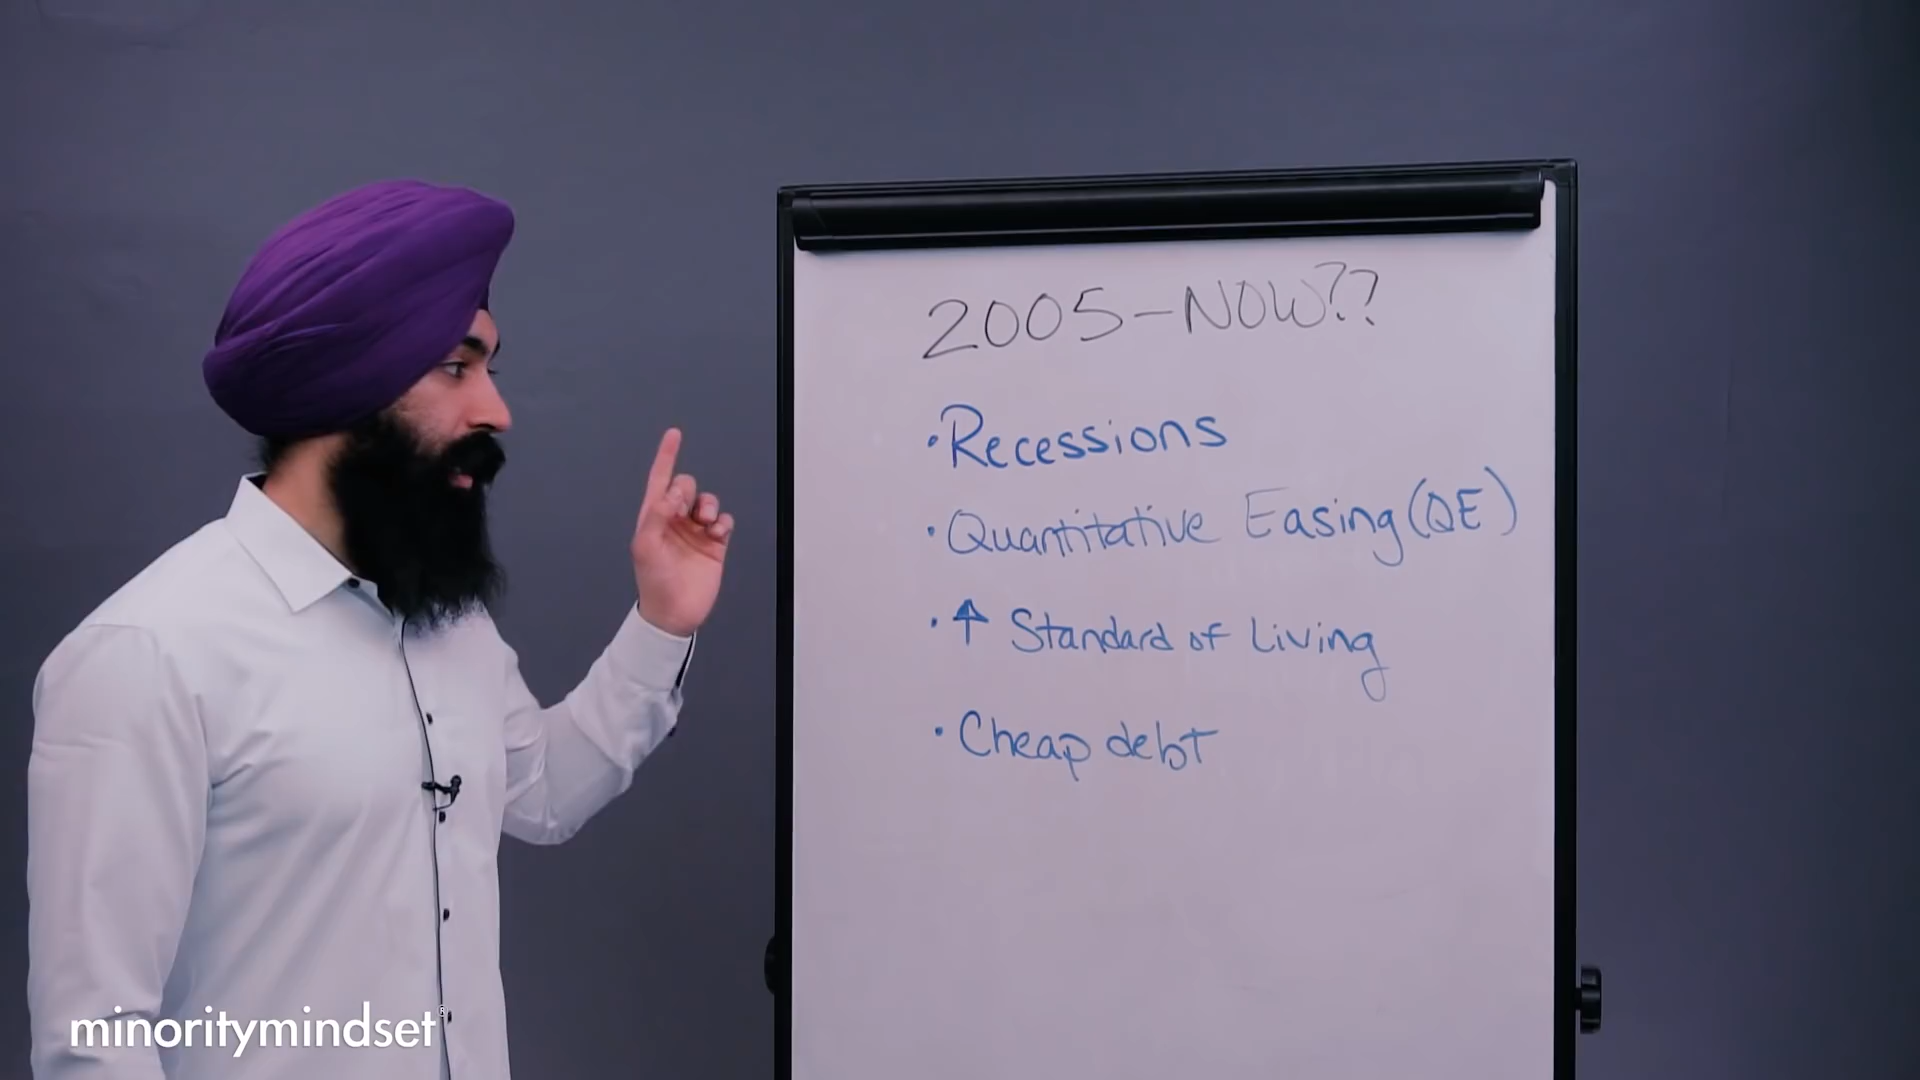 2005-NOW??
•Recessions
•Quantitative Easing (QE)
•↑ Standard of Living
•Cheap debt
minoritymindset®